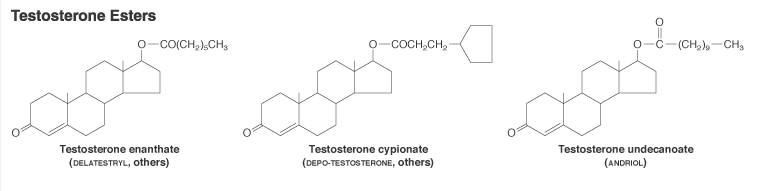 Testosterone Esters
O—CO(CH₂)₅CH₃
O
Testosterone enanthate
(DELATESTRYL, others)
O—COCH₂CH₂
O
Testosterone cypionate
(DEPO-TESTOSTERONE, others)
O
O—C—(CH₂)₉—CH₃
O
Testosterone undecanoate
(ANDRIOL)